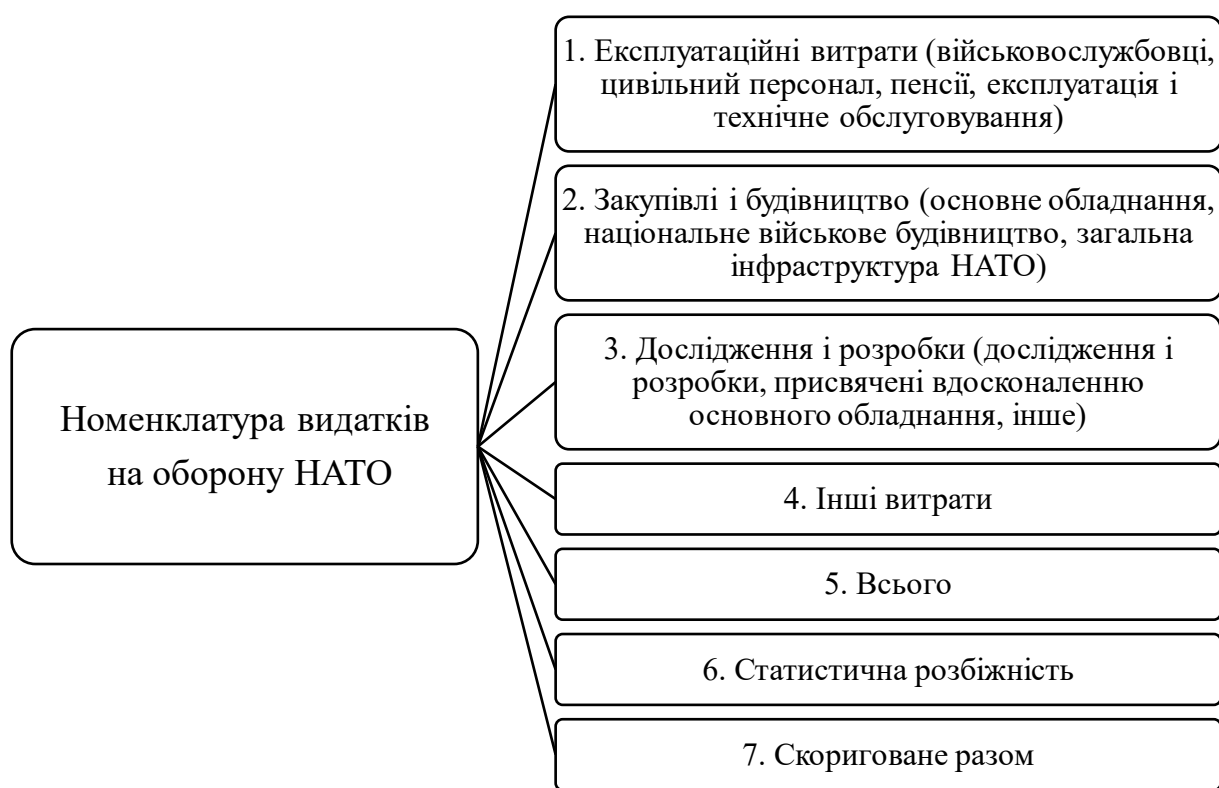 1. Експлуатаційні витрати (військовослужбовці,
цивільний персонал, пенсії, експлуатація і
технічне обслуговування)
2. Закупівлі і будівництво (основне обладнання,
національне військове будівництво, загальна
інфраструктура НАТО)
3. Дослідження і розробки (дослідження і
розробки, присвячені вдосконаленню
основного обладнання, інше)
Номенклатура видатків
на оборону НАТО
4. Інші витрати
5. Всього
6. Статистична розбіжність
7. Скориговане разом